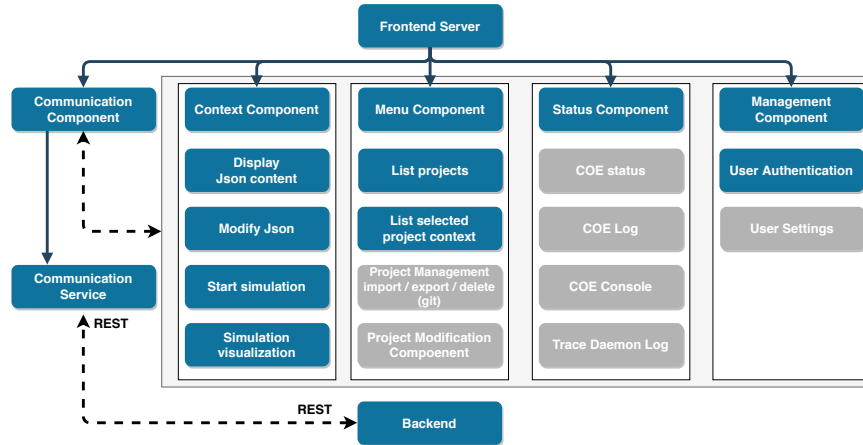 Frontend Server
Communication
Component
Context Component
Menu Component
Status Component
Management
Component
Display
Json content
List projects
COE status
User Authentication
Modify Json
List selected
project context
COE Log
User Settings
Communication
Service
Start simulation
Project Management
import / export / delete
(git)
COE Console
REST
Simulation
visualization
Project Modification
Compoenent
Trace Daemon Log
REST
Backend